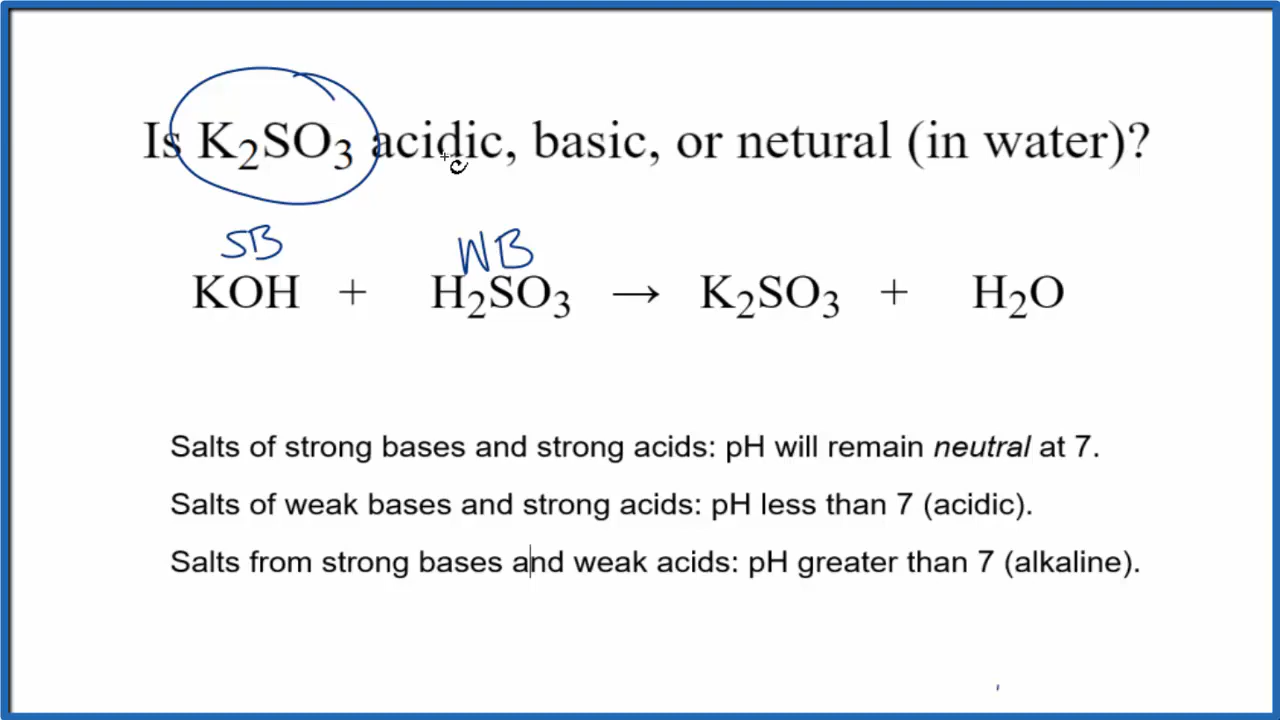 Is K₂SO₃ acidic, basic, or netural (in water)?
SB WB
KOH + H₂SO₃ → K₂SO₃ + H₂O
Salts of strong bases and strong acids: pH will remain neutral at 7.
Salts of weak bases and strong acids: pH less than 7 (acidic).
Salts from strong bases and weak acids: pH greater than 7 (alkaline).